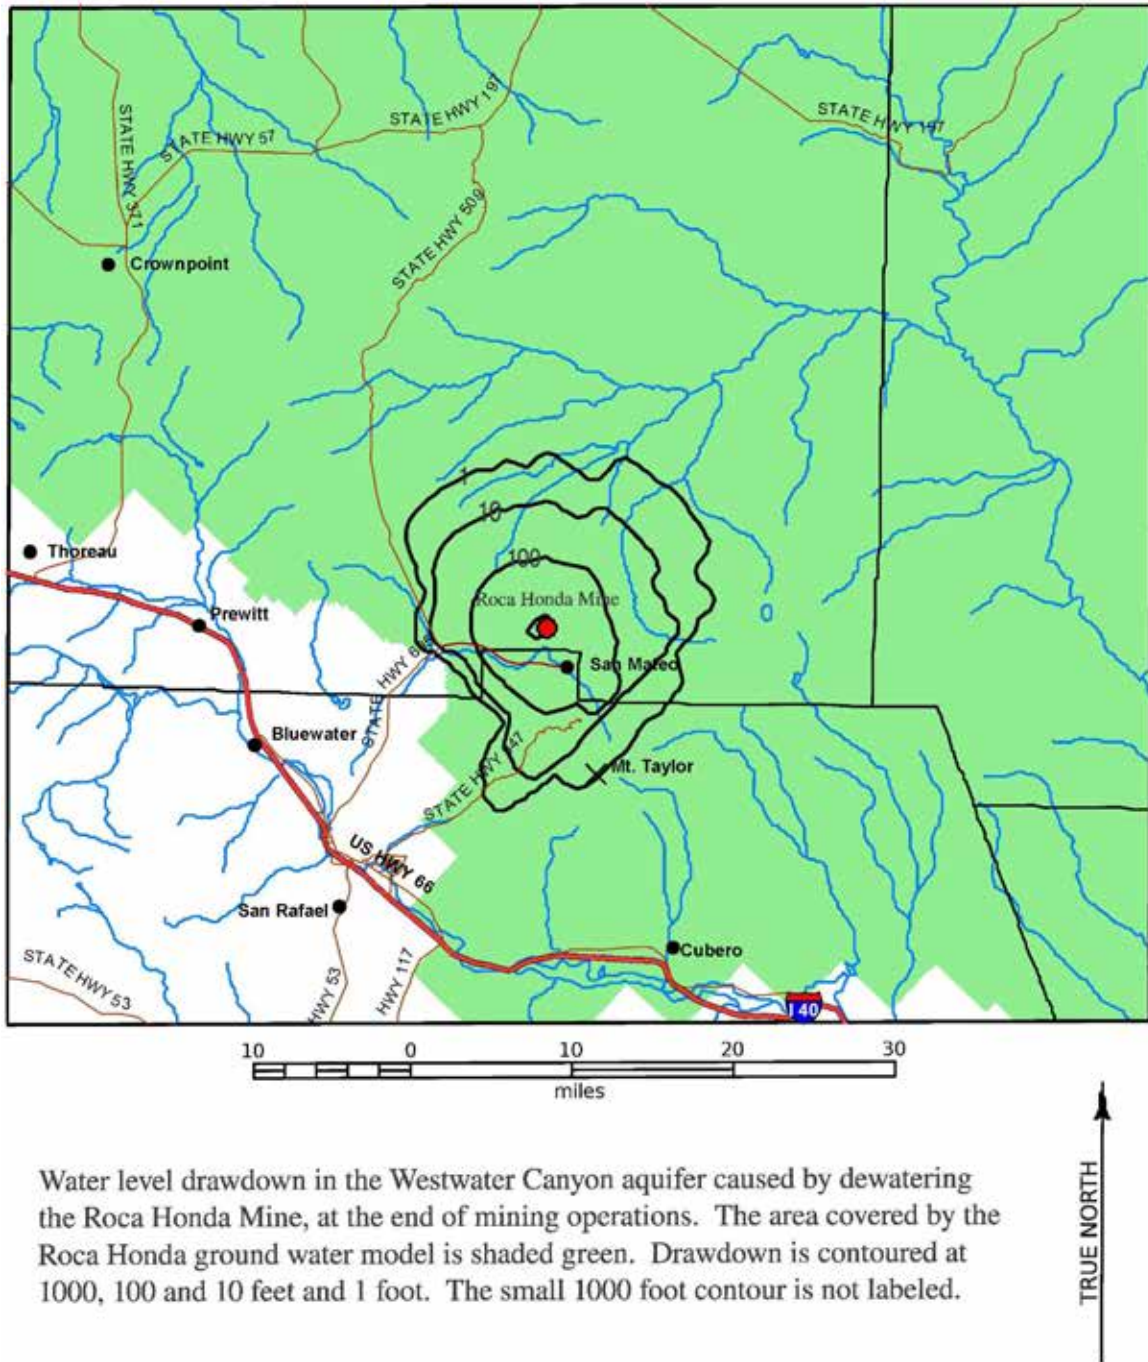 STATE HWY 197
STATE HWY 197
STATE HWY 57
STATE HWY 371
STATE HWY 509
Crownpoint
1
10
100
Thoreau
Roca Honda Mine
0
Prewitt
San Mateo
STATE HWY
Bluewater
Mt. Taylor
STATE HWY
US HWY 66
San Rafael
Cubero
STATE HWY 53
HWY 53
HWY 117
I 40
10 0 10 20 30
miles
TRUE NORTH
Water level drawdown in the Westwater Canyon aquifer caused by dewatering
the Roca Honda Mine, at the end of mining operations. The area covered by the
Roca Honda ground water model is shaded green. Drawdown is contoured at
1000, 100 and 10 feet and 1 foot. The small 1000 foot contour is not labeled.